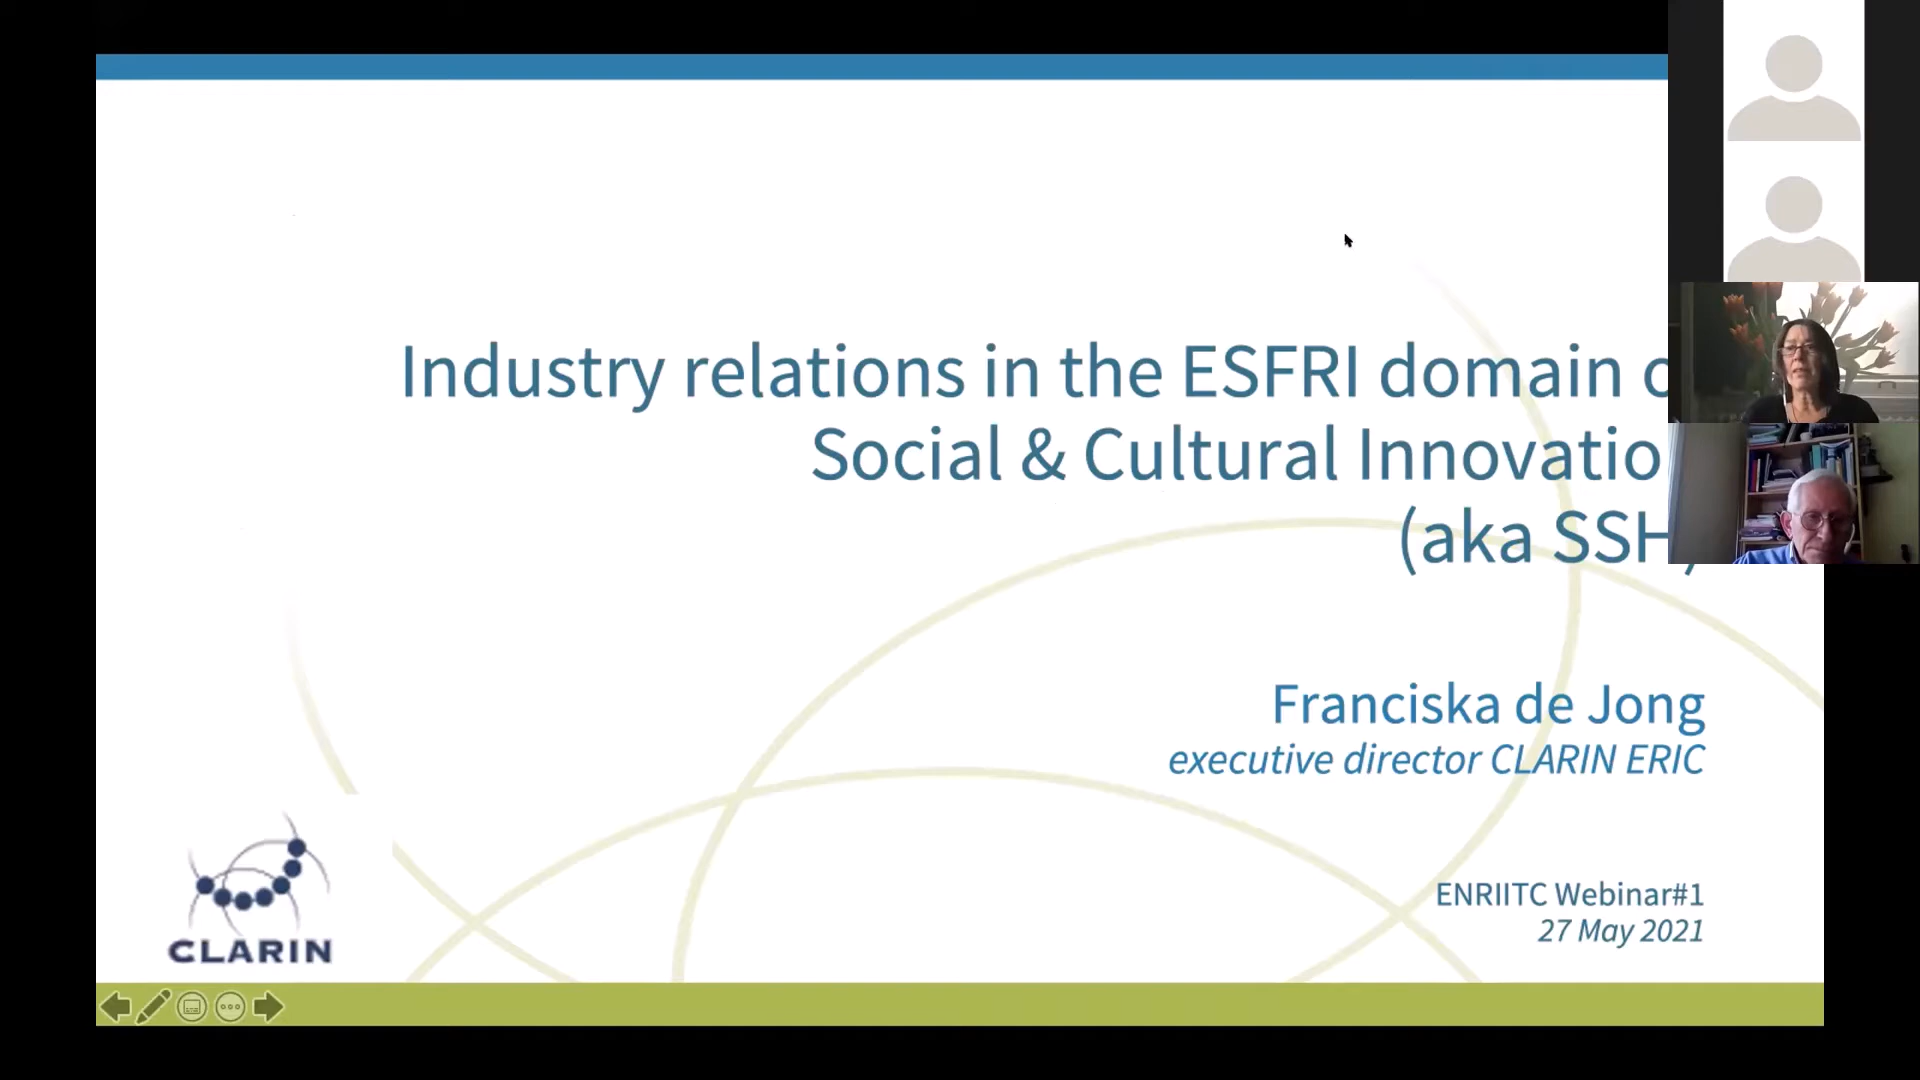 Industry relations in the ESFRI domain
Social & Cultural Innovatio
(aka SSH)
Franciska de Jong
executive director CLARIN ERIC
ENRIITC Webinar#1
27 May 2021
CLARIN